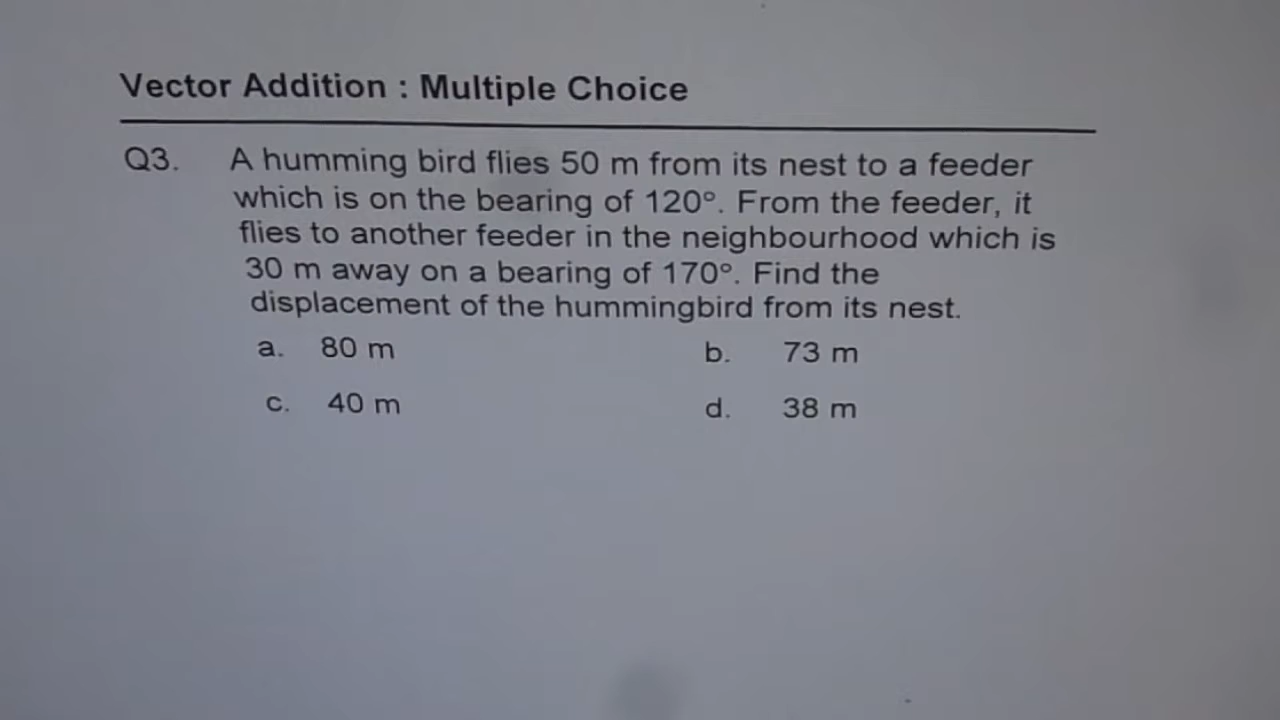 Vector Addition : Multiple Choice
Q3. A humming bird flies 50 m from its nest to a feeder
which is on the bearing of 120°. From the feeder, it
flies to another feeder in the neighbourhood which is
30 m away on a bearing of 170°. Find the
displacement of the hummingbird from its nest.
a. 80 m b. 73 m
c. 40 m d. 38 m